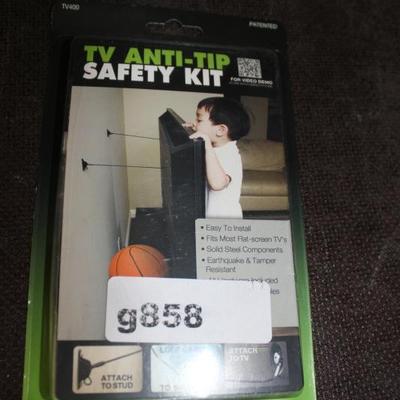 TV400
PATENTED
TV ANTI-TIP
SAFETY KIT
FOR VIDEO DEMO
• Easy To Install
• Fits Most Flat-screen TV's
• Solid Steel Components
• Earthquake & Tamper
Resistant
g858
ATTACH
TO STUD
ATTACH
TO TV